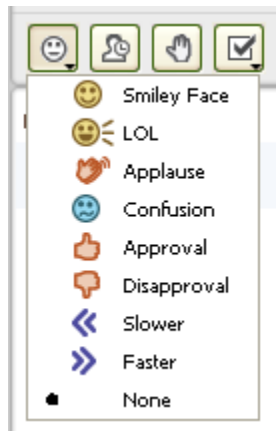 Smiley Face
LOL
Applause
Confusion
Approval
Disapproval
Slower
Faster
None